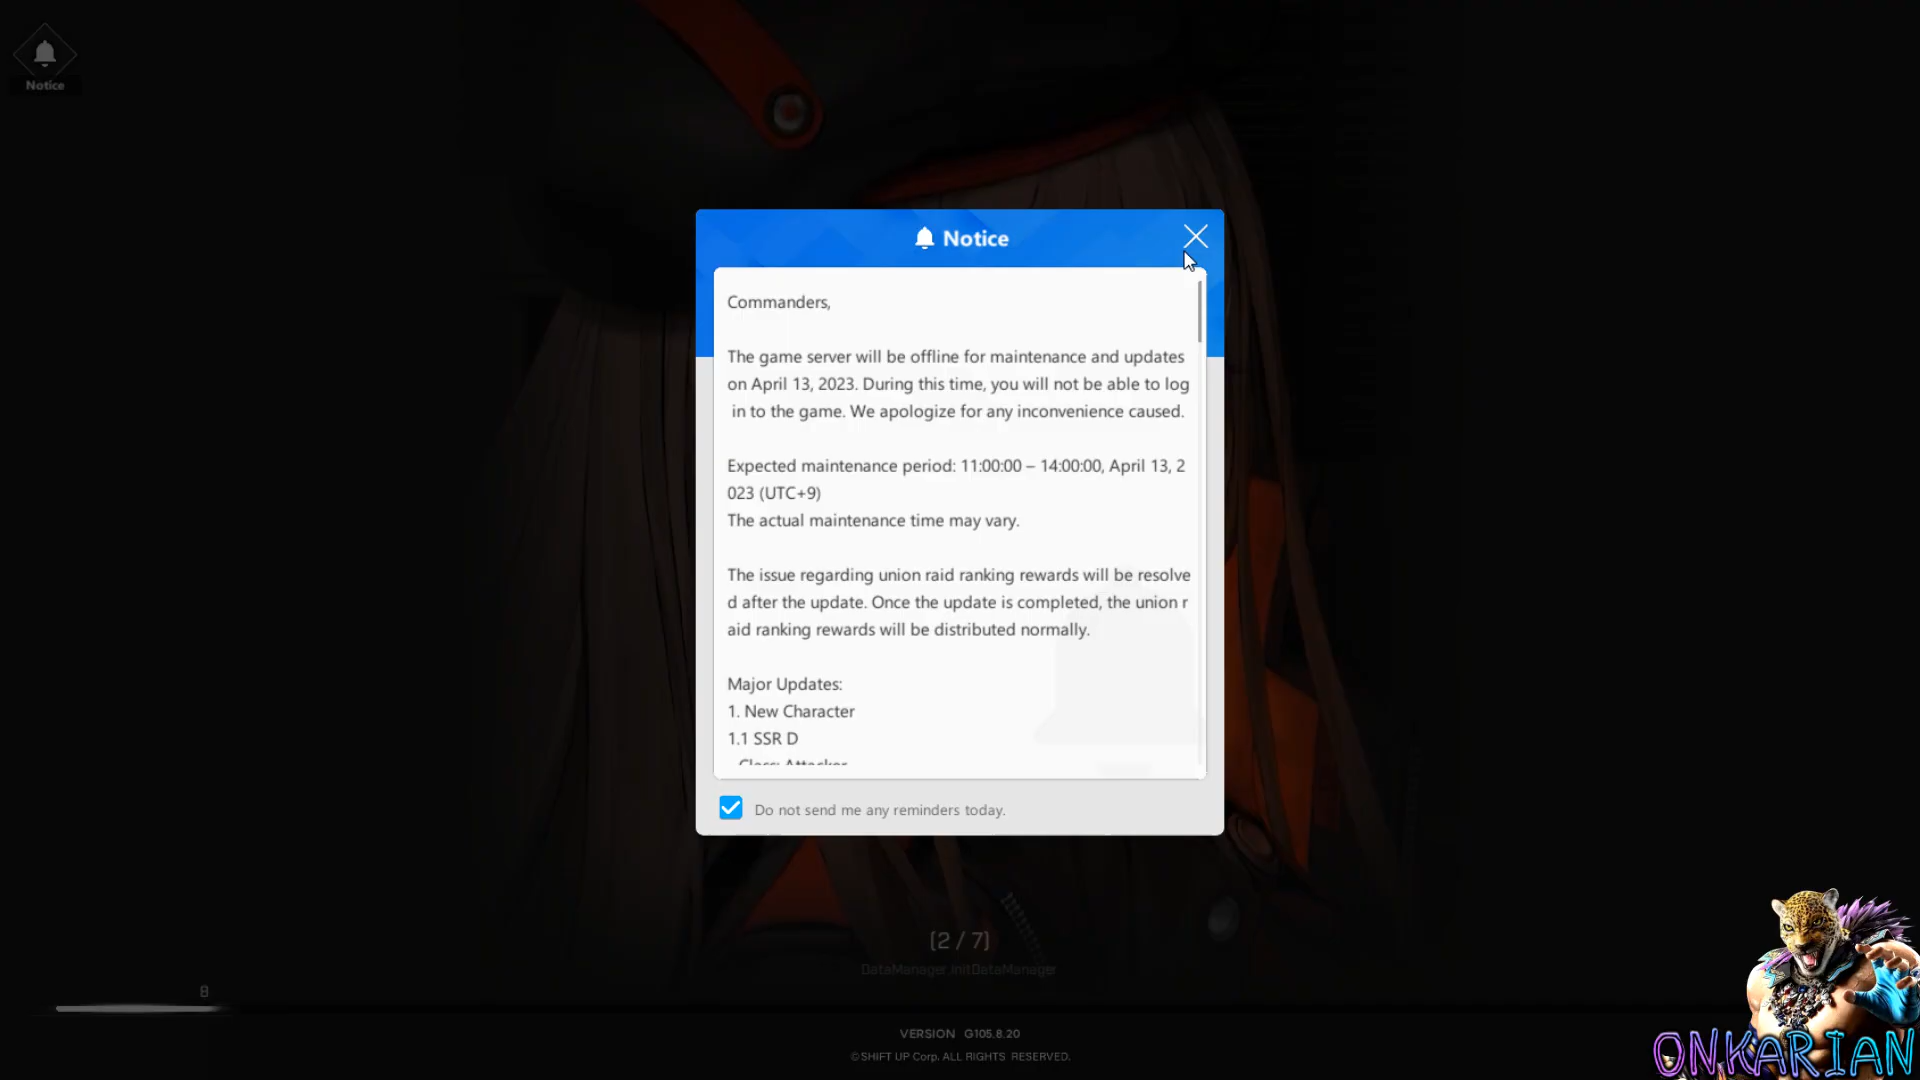 Notice
Notice
Commanders,
The game server will be offline for maintenance and updates
on April 13, 2023. During this time, you will not be able to log
in to the game. We apologize for any inconvenience caused.
Expected maintenance period: 11:00:00 – 14:00:00, April 13, 2
023 (UTC+9)
The actual maintenance time may vary.
The issue regarding union raid ranking rewards will be resolve
d after the update. Once the update is completed, the union r
aid ranking rewards will be distributed normally.
Major Updates:
1. New Character
1.1 SSR D
Class: Attacker
Do not send me any reminders today.
[2 / 7]
DataManager.InitDataManager
8
VERSION G105.8.20
©SHIFT UP Corp. ALL RIGHTS RESERVED.
ONKARIAN